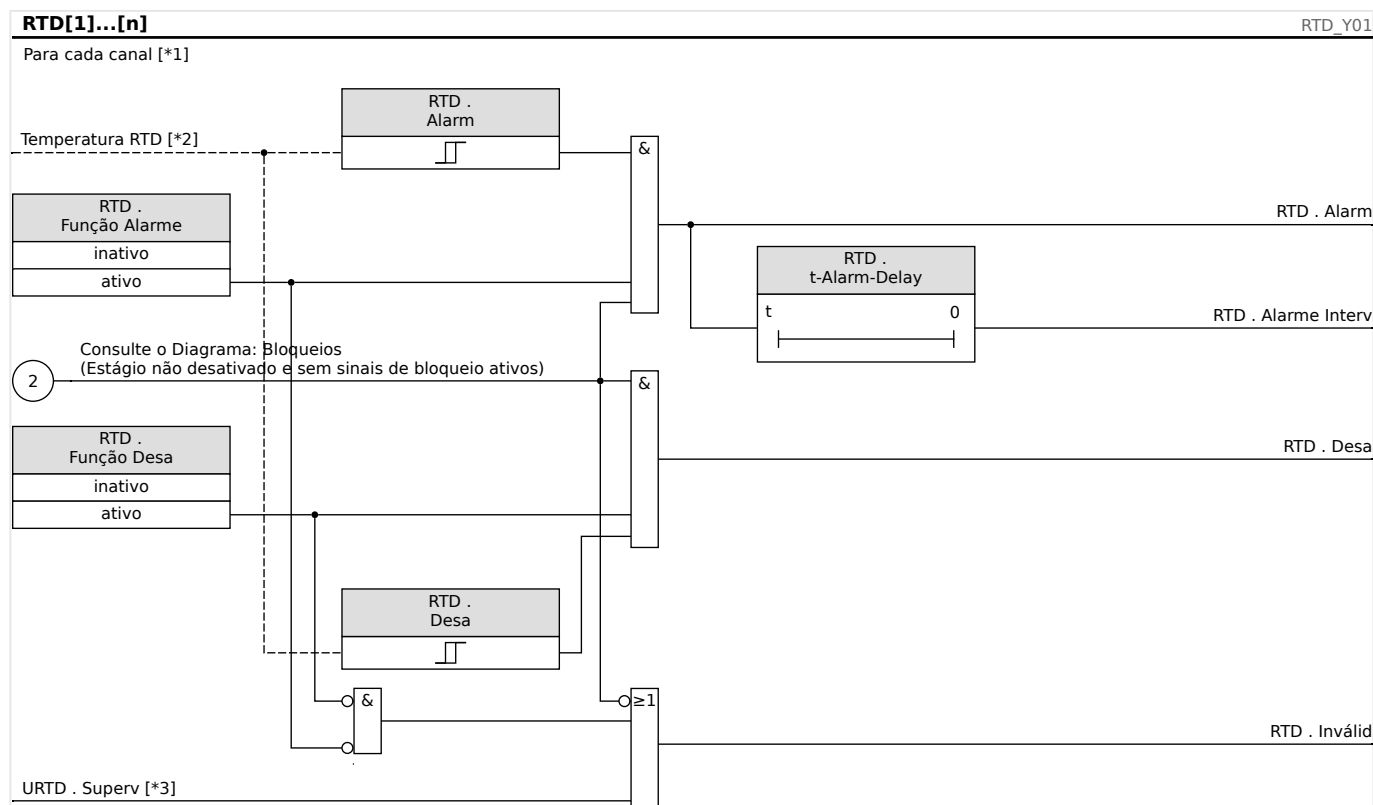 RTD[1]...[n]
RTD_Y01
Para cada canal [*1]
RTD .
Alarm
Temperatura RTD [*2]
&
RTD .
Função Alarme
inativo
ativo
RTD . Alarm
RTD .
t-Alarm-Delay
t
0
RTD . Alarme Interv
Consulte o Diagrama: Bloqueios
(Estágio não desativado e sem sinais de bloqueio ativos)
2
&
RTD .
Função Desa
inativo
ativo
RTD . Desa
RTD .
Desa
&
≥1
RTD . Inválid
URTD . Superv [*3]